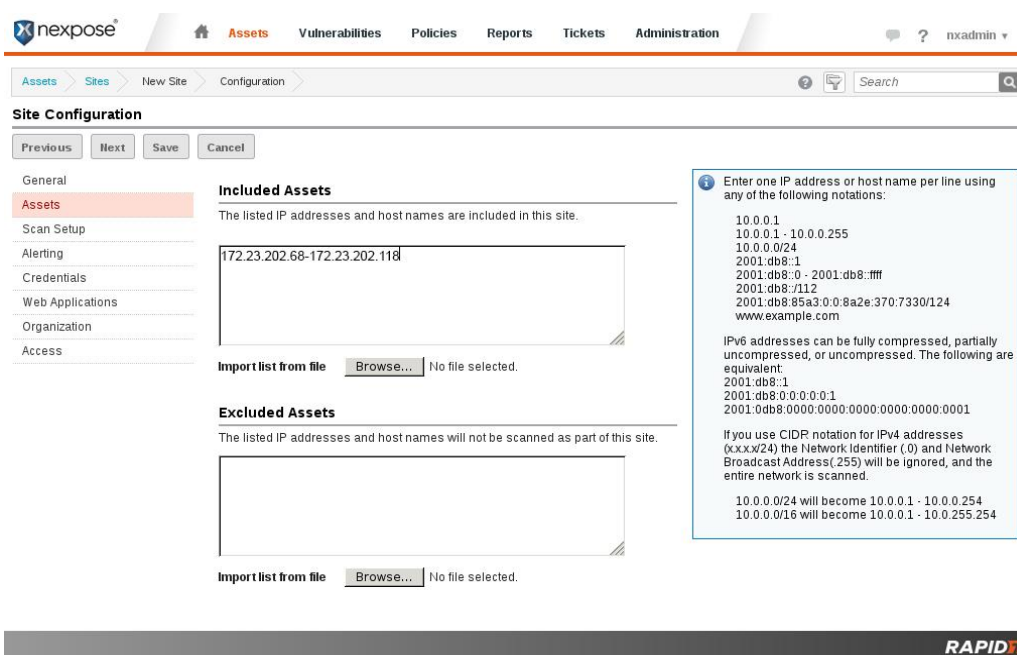 nexpose
Assets Vulnerabilities Policies Reports Tickets Administration ? nxadmin
Assets Sites New Site Configuration ? Search
Site Configuration
Previous Next Save Cancel
General
Assets
Scan Setup
Alerting
Credentials
Web Applications
Organization
Access
Included Assets
The listed IP addresses and host names are included in this site.
172.23.202.68-172.23.202.118
Import list from file Browse... No file selected.
Excluded Assets
The listed IP addresses and host names will not be scanned as part of this site.
Import list from file Browse... No file selected.
Enter one IP address or host name per line using
any of the following notations:
10.0.0.1
10.0.0.1 - 10.0.0.255
10.0.0.0/24
2001:db8::1
2001:db8::0 - 2001:db8::ffff
2001:db8::/112
2001:db8:85a3:0:0:8a2e:370:7330/124
www.example.com
IPv6 addresses can be fully compressed, partially
uncompressed, or uncompressed. The following are
equivalent:
2001:db8::1
2001:db8:0:0:0:0:0:1
2001:0db8:0000:0000:0000:0000:0000:0001
If you use CIDR notation for IPv4 addresses
(x.x.x.x/24) the Network Identifier (.0) and Network
Broadcast Address(.255) will be ignored, and the
entire network is scanned.
10.0.0.0/24 will become 10.0.0.1 - 10.0.0.254
10.0.0.0/16 will become 10.0.0.1 - 10.0.255.254
RAPID7